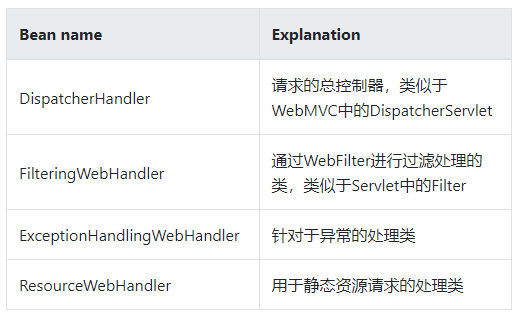 Bean name Explanation
DispatcherHandler 请求的总控制器，类似于
WebMVC中的DispatcherServlet
FilteringWebHandler 通过WebFilter进行过滤处理的
类，类似于Servlet中的Filter
ExceptionHandlingWebHandler 针对于异常的处理类
ResourceWebHandler 用于静态资源请求的处理类